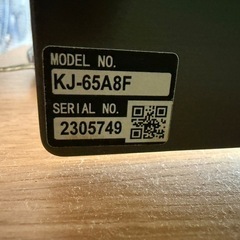 MODEL NO.
KJ-65A8F
SERIAL NO.
2305749